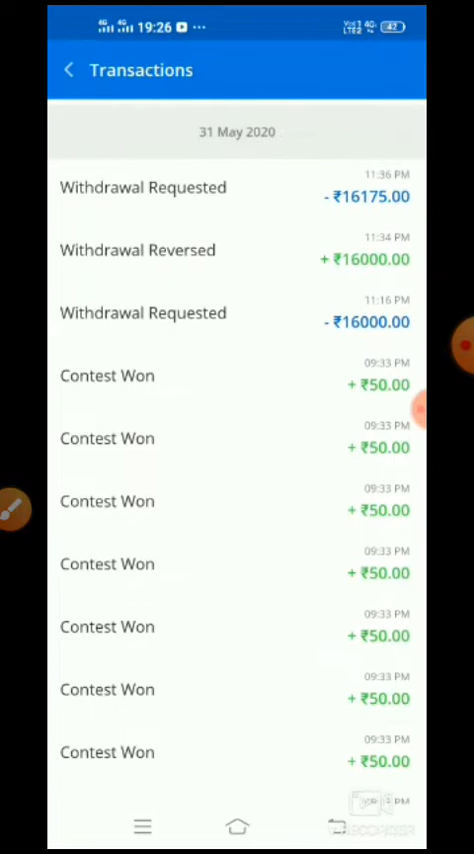 4G 4G 19:26
42
Transactions
31 May 2020
11:36 PM
Withdrawal Requested
- ₹16175.00
11:34 PM
Withdrawal Reversed
+ ₹16000.00
11:16 PM
Withdrawal Requested
- ₹16000.00
09:33 PM
Contest Won
+ ₹50.00
09:33 PM
Contest Won
+ ₹50.00
09:33 PM
Contest Won
+ ₹50.00
09:33 PM
Contest Won
+ ₹50.00
09:33 PM
Contest Won
+ ₹50.00
09:33 PM
Contest Won
+ ₹50.00
09:33 PM
Contest Won
+ ₹50.00
PM